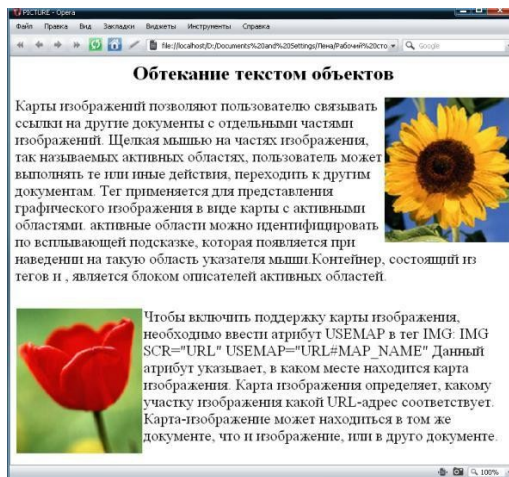 PICTURE - Opera
Файл Правка Вид Закладки Виджеты Инструменты Справка
file://localhost/D:/Documents%20and%20Settings/Лена/Рабочий%20сто
Google
Обтекание текстом объектов
Карты изображений позволяют пользователю связывать
ссылки на другие документы с отдельными частями
изображений. Щелкая мышью на частях изображения,
так называемых активных областях, пользователь может
выполнять те или иные действия, переходить к другим
документам. Тег применяется для представления
графического изображения в виде карты с активными
областями. активные области можно идентифицировать
по всплывающей подсказке, которая появляется при
наведении на такую область указателя мыши.Контейнер, состоящий из
тегов и , является блоком описателей активных областей.
Чтобы включить поддержку карты изображения,
необходимо ввести атрибут USEMAP в тег IMG: IMG
SCR="URL" USEMAP="URL#MAP_NAME" Данный
атрибут указывает, в каком месте находится карта
изображения. Карта изображения определяет, какому
участку изображения какой URL-адрес соответствует.
Карта-изображение может находиться в том же
документе, что и изображение, или в друго документе.
100%